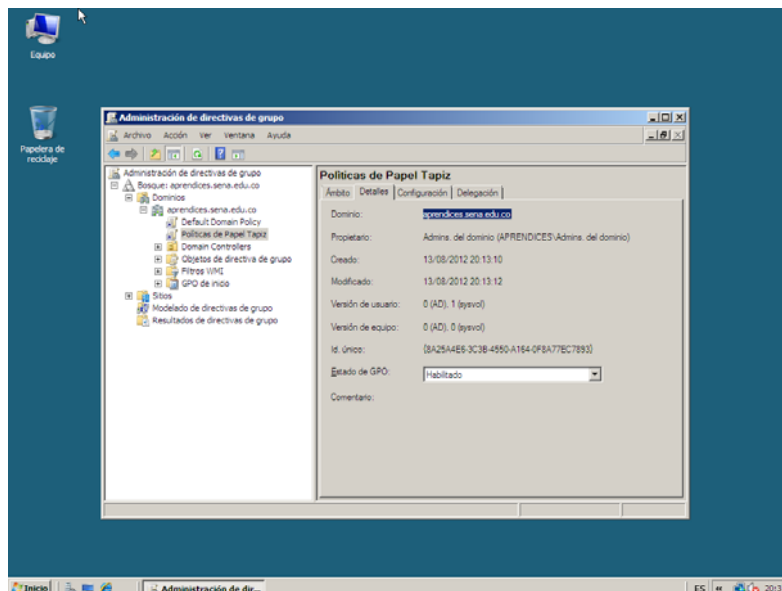 Equipo
Papelera de
reciclaje
Administración de directivas de grupo
Archivo Acción Ver Ventana Ayuda
Administración de directivas de grupo
Bosque: aprendices.sena.edu.co
Dominios
aprendices.sena.edu.co
Default Domain Policy
Políticas de Papel Tapiz
Domain Controllers
Objetos de directiva de grupo
Filtros WMI
GPO de inicio
Sitios
Modelado de directivas de grupo
Resultados de directivas de grupo
Políticas de Papel Tapiz
Ámbito Detalles Configuración Delegación
Dominio: aprendices.sena.edu.co
Propietario: Admins. del dominio (APRENDICES\Admins. del dominio)
Creado: 13/08/2012 20:13:10
Modificado: 13/08/2012 20:13:12
Versión de usuario: 0 (AD), 1 (sysvol)
Versión de equipo: 0 (AD), 0 (sysvol)
Id. único: {8A25A4E6-3C3B-4550-A164-0F8A77EC7893}
Estado de GPO: Habilitado
Comentario:
Inicio Administración de dir... ES